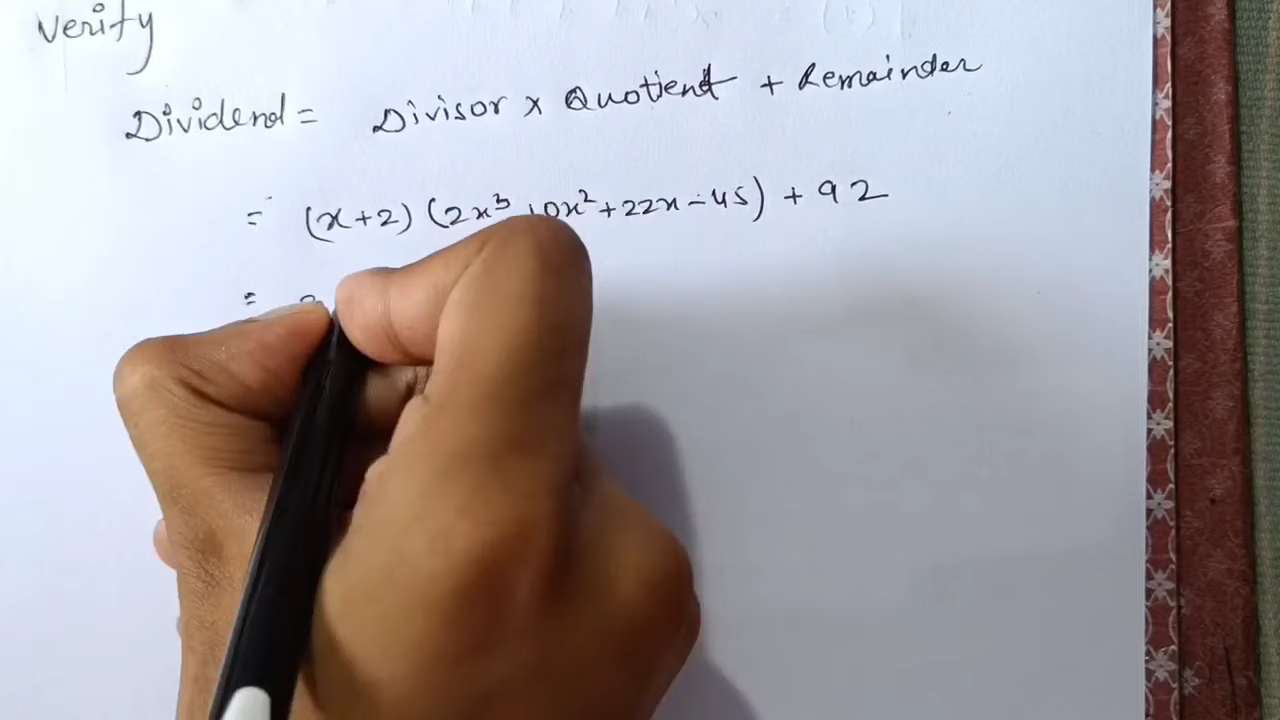 Verify
Dividend = Divisor x Quotient + Remainder
= (x+2) (2x³ 10x²+22x-45) + 92
=